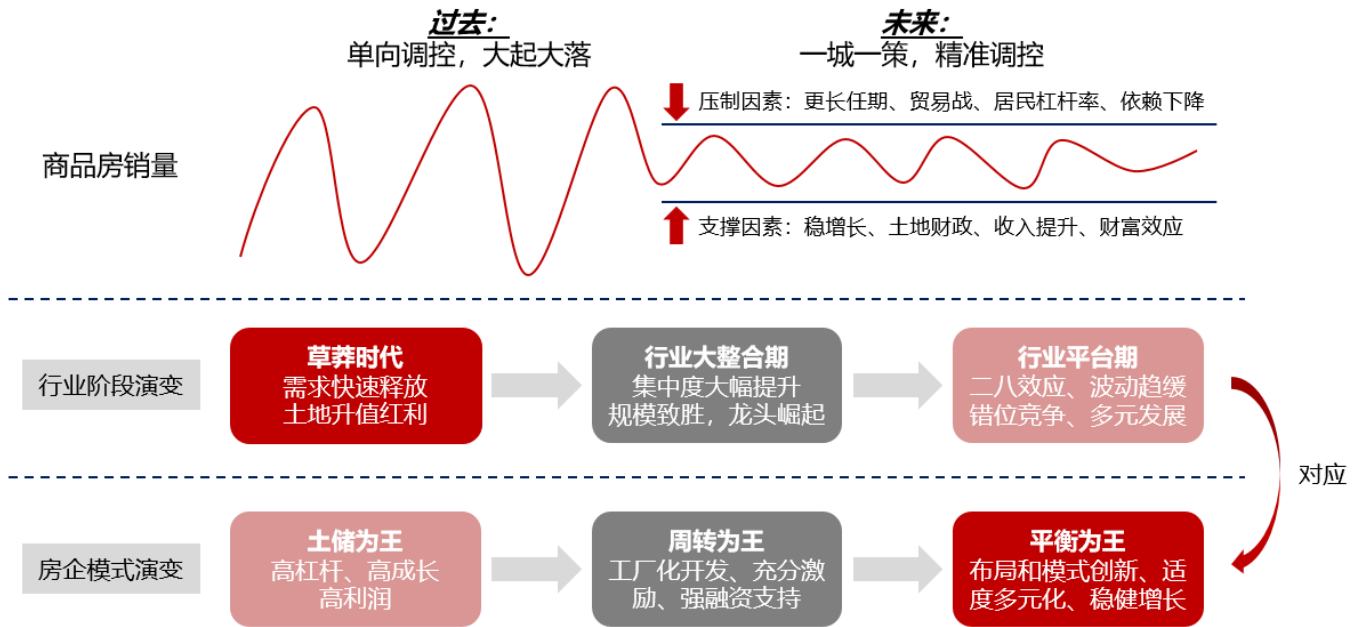 过去：
单向调控，大起大落
未来：
一城一策，精准调控
压制因素：更长任期、贸易战、居民杠杆率、依赖下降
商品房销量
支撑因素：稳增长、土地财政、收入提升、财富效应
行业阶段演变
草莽时代
需求快速释放
土地升值红利
行业大整合期
集中度大幅提升
规模致胜，龙头崛起
行业平台期
二八效应、波动趋缓
错位竞争、多元发展
对应
房企模式演变
土储为王
高杠杆、高成长
高利润
周转为王
工厂化开发、充分激
励、强融资支持
平衡为王
布局和模式创新、适
度多元化、稳健增长